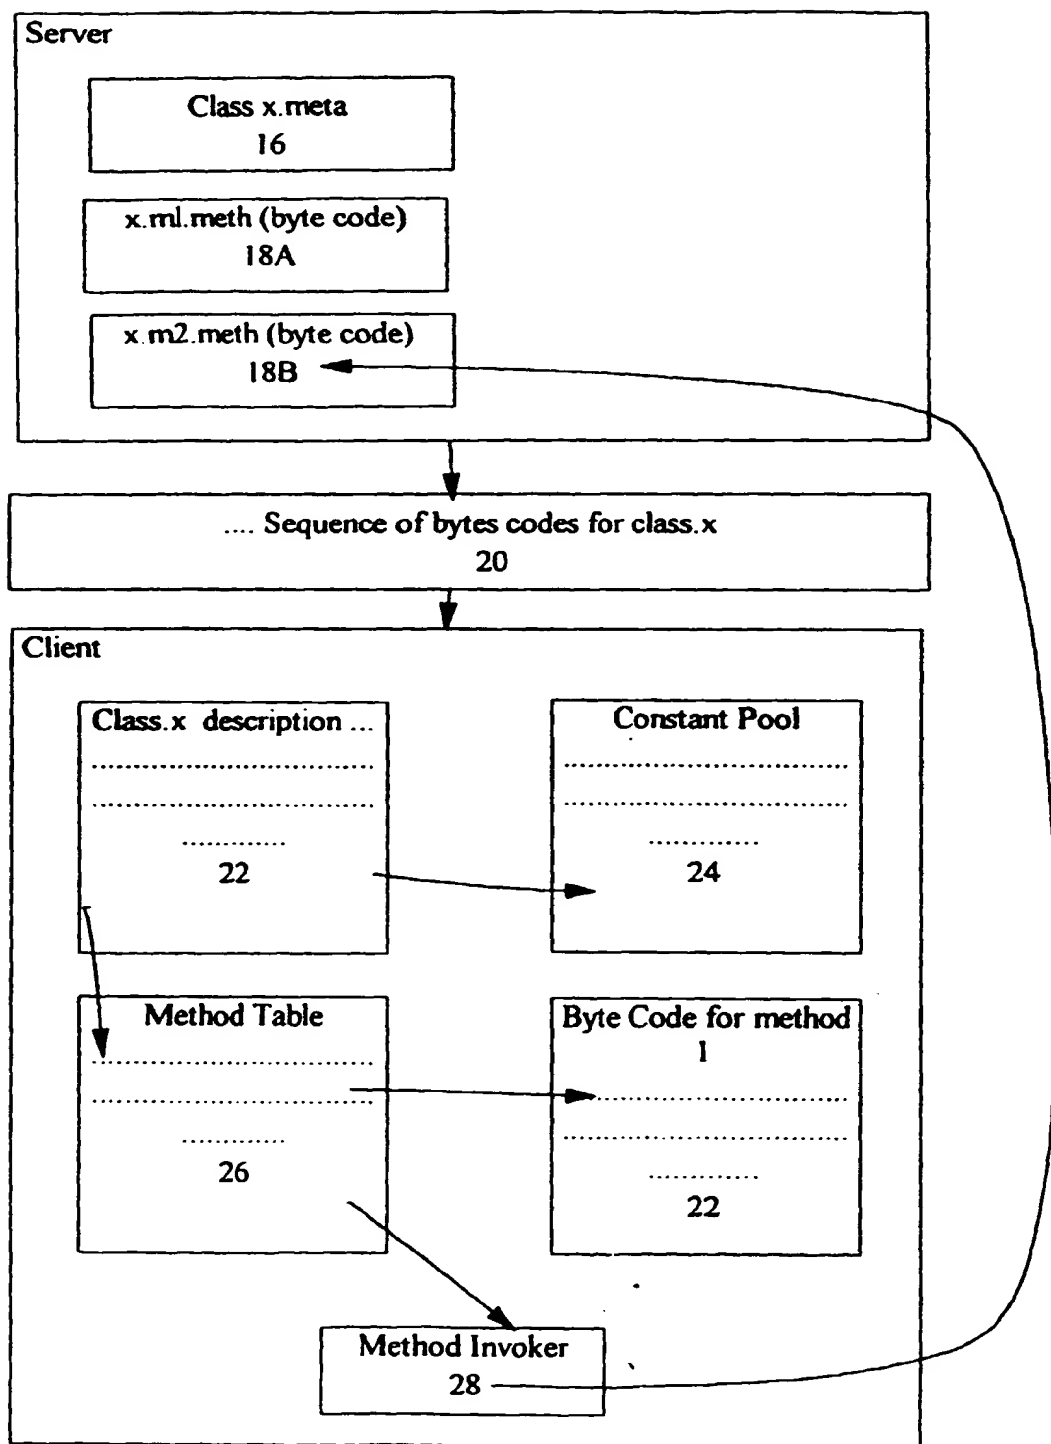 Server
Class x.meta
16
x.ml.meth (byte code)
18A
x.m2.meth (byte code)
18B
.... Sequence of bytes codes for class.x
20
Client
Class.x description ...
22
Constant Pool
24
Method Table
26
Byte Code for method
1
22
Method Invoker
28